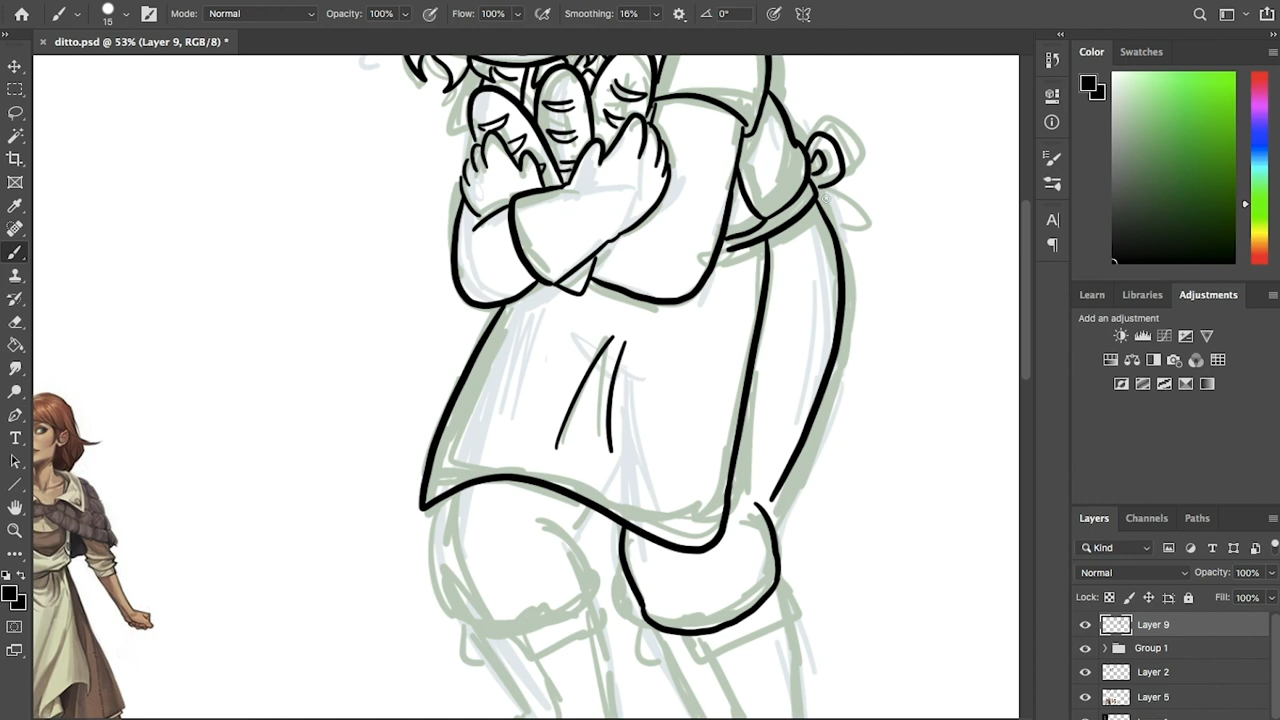 15
Mode: Normal
Opacity: 100%
Flow: 100%
Smoothing: 16%
0°
ditto.psd @ 53% (Layer 9, RGB/8) *
Color
Swatches
Learn
Libraries
Adjustments
Add an adjustment
Layers
Channels
Paths
Kind
Normal
Opacity: 100%
Lock:
Fill: 100%
Layer 9
Group 1
Layer 2
Layer 5